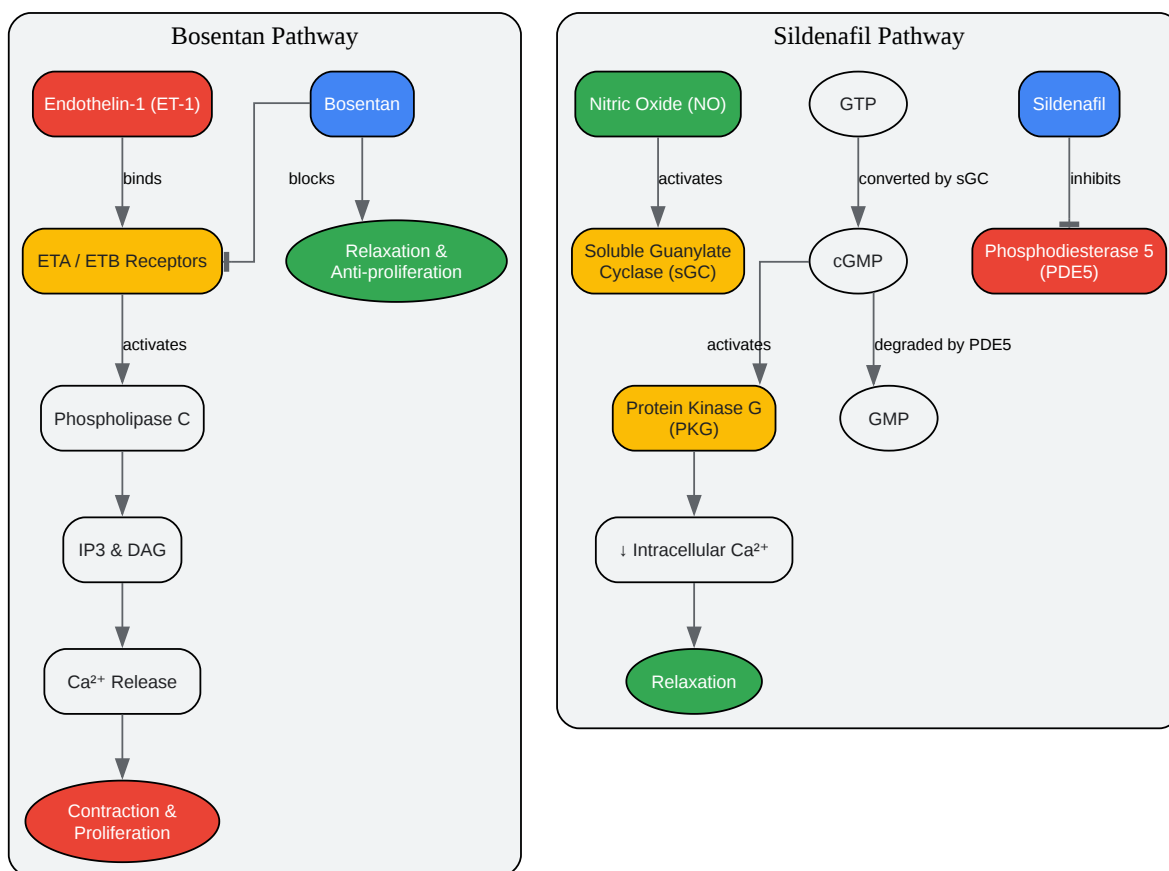 Bosentan Pathway
Endothelin-1 (ET-1)
Bosentan
binds
blocks
ETA / ETB Receptors
Relaxation &
Anti-proliferation
activates
Phospholipase C
IP3 & DAG
Ca²⁺ Release
Contraction &
Proliferation
Sildenafil Pathway
Nitric Oxide (NO)
GTP
Sildenafil
activates
converted by sGC
inhibits
Soluble Guanylate
Cyclase (sGC)
cGMP
Phosphodiesterase 5
(PDE5)
activates
degraded by PDE5
Protein Kinase G
(PKG)
GMP
↓ Intracellular Ca²⁺
Relaxation